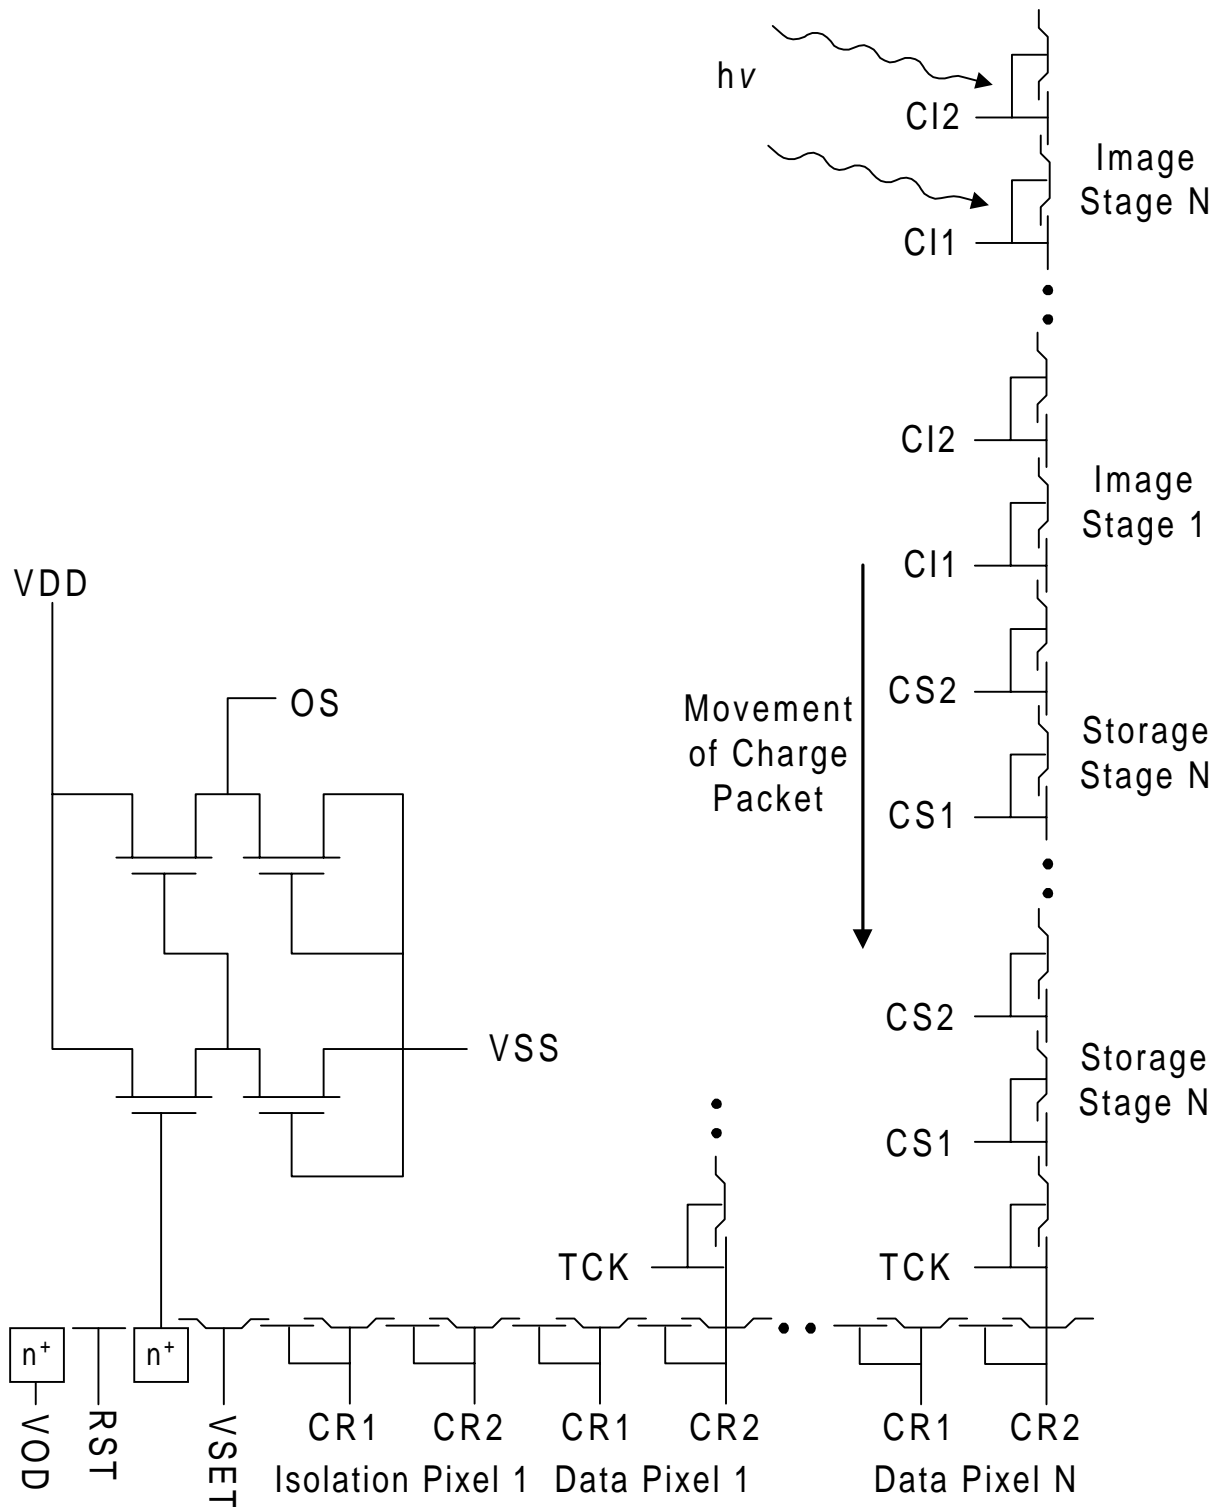 hv
CI2
Image
Stage N
CI1
CI2
Image
Stage 1
CI1
VDD
OS
CS2
Movement
of Charge
Packet
Storage
Stage N
CS1
CS2
VSS
Storage
Stage N
CS1
TCK
TCK
n+
n+
VOD
RST
VSET
CR1
CR2
CR1
CR2
CR1
CR2
Isolation Pixel 1
Data Pixel 1
Data Pixel N